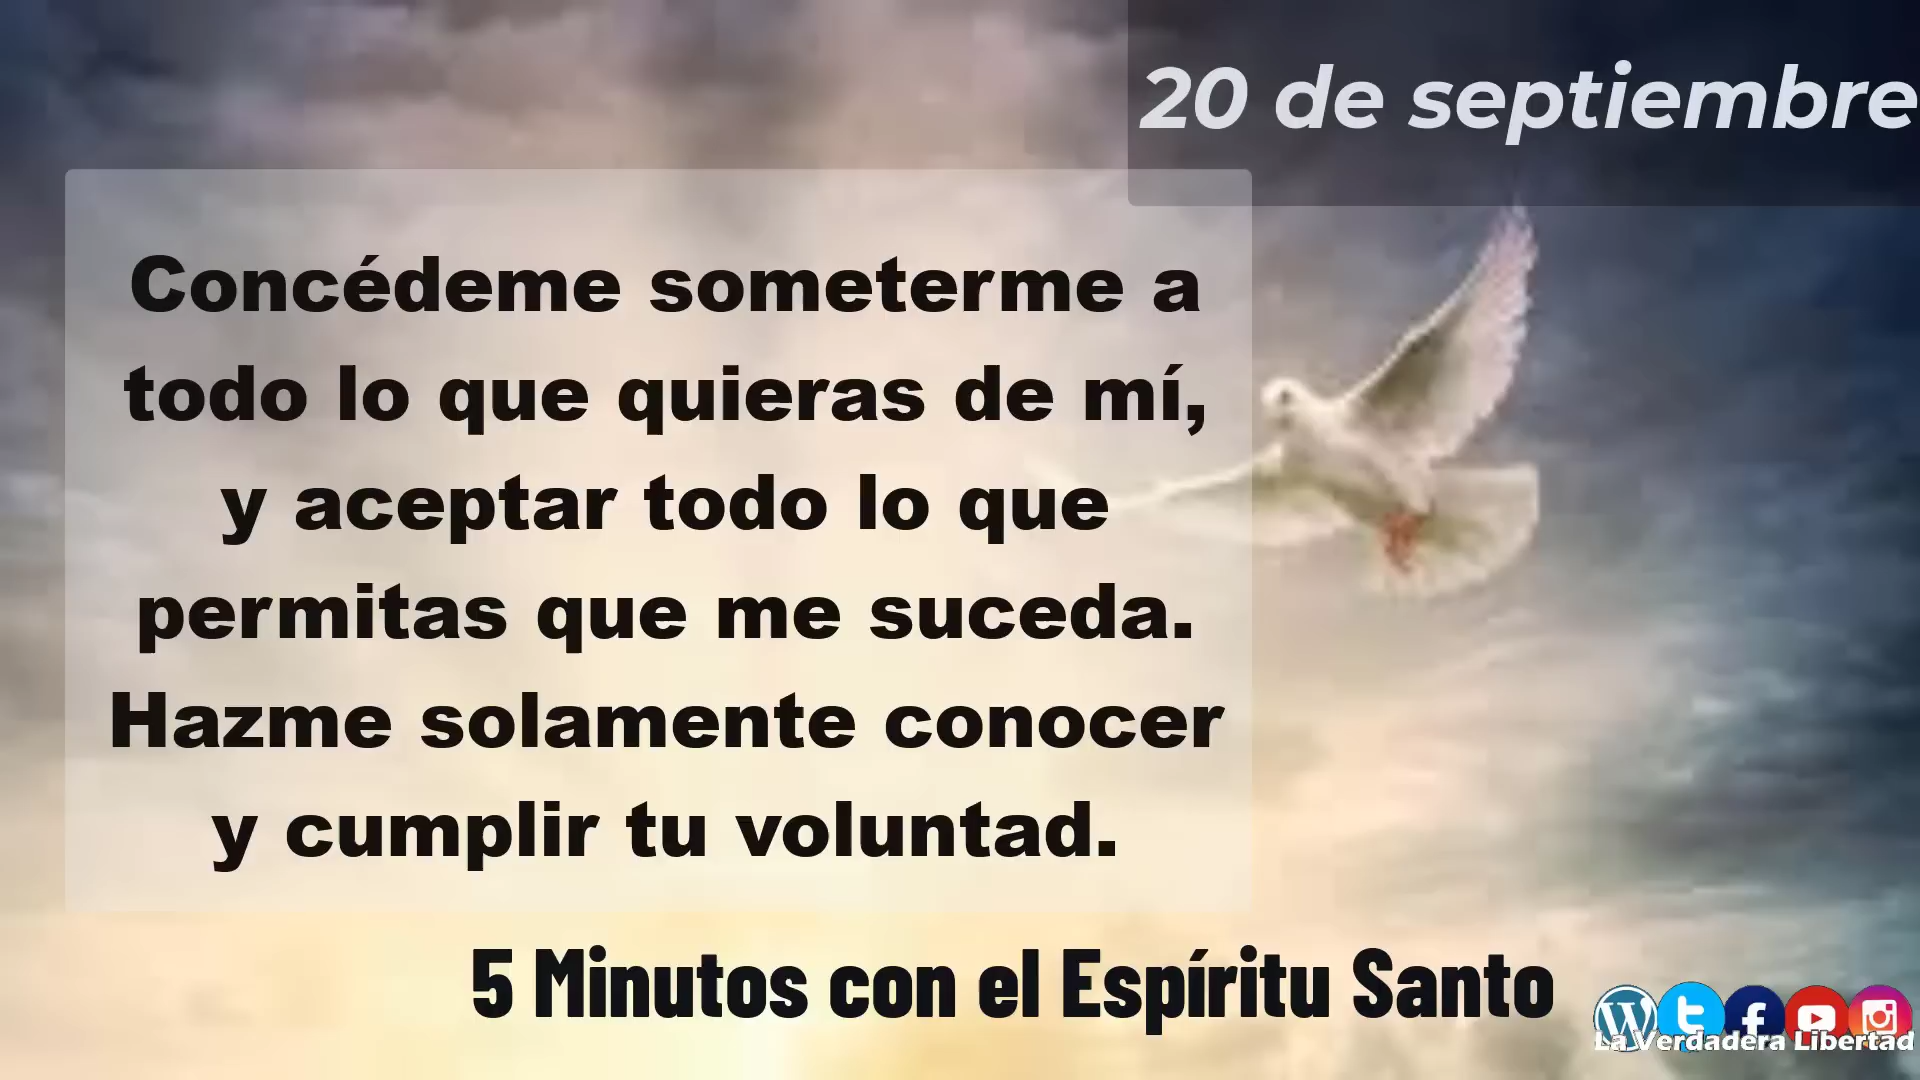 20 de septiembre
Concédeme someterme a
todo lo que quieras de mí,
y aceptar todo lo que
permitas que me suceda.
Hazme solamente conocer
y cumplir tu voluntad.
5 Minutos con el Espíritu Santo
La Verdadera Libertad